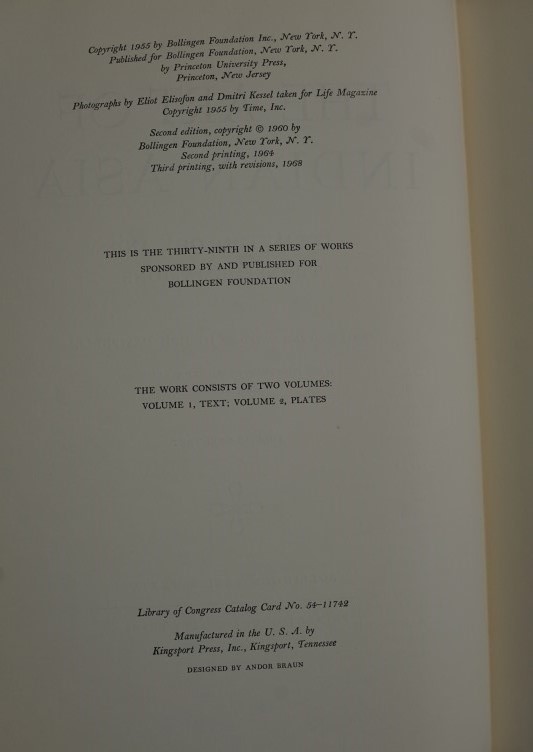 Copyright 1955 by Bollingen Foundation Inc., New York, N. Y.
Published for Bollingen Foundation, New York, N. Y.
by Princeton University Press,
Princeton, New Jersey
Photographs by Eliot Elisofon and Dmitri Kessel taken for Life Magazine
Copyright 1955 by Time, Inc.
Second edition, copyright © 1960 by
Bollingen Foundation, New York, N. Y.
Second printing, 1964
Third printing, with revisions, 1968
THIS IS THE THIRTY-NINTH IN A SERIES OF WORKS
SPONSORED BY AND PUBLISHED FOR
BOLLINGEN FOUNDATION
THE WORK CONSISTS OF TWO VOLUMES:
VOLUME 1, TEXT; VOLUME 2, PLATES
Library of Congress Catalog Card No. 54-11742
Manufactured in the U. S. A. by
Kingsport Press, Inc., Kingsport, Tennessee
DESIGNED BY ANDOR BRAUN